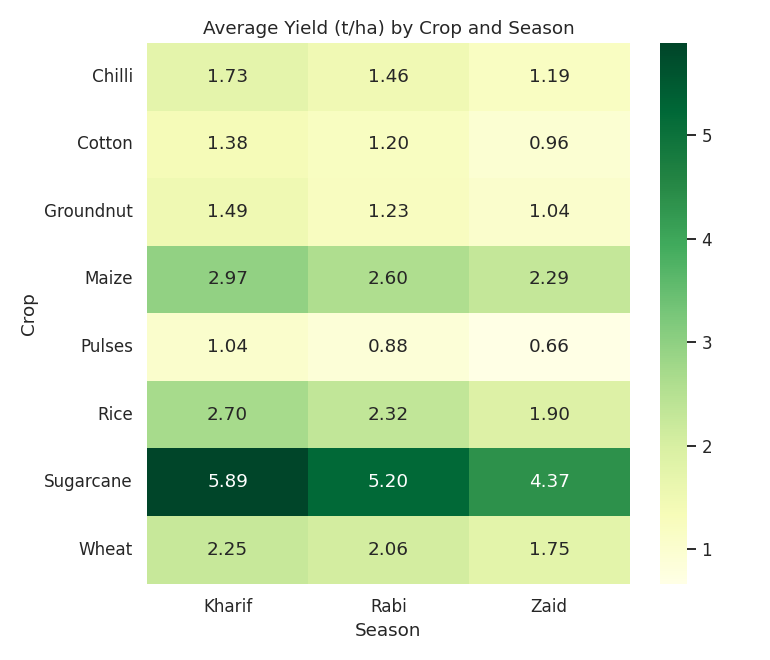 Average Yield (t/ha) by Crop and Season
Chilli 1.73 1.46 1.19
Cotton 1.38 1.20 0.96
Groundnut 1.49 1.23 1.04
Maize 2.97 2.60 2.29
Pulses 1.04 0.88 0.66
Rice 2.70 2.32 1.90
Sugarcane 5.89 5.20 4.37
Wheat 2.25 2.06 1.75
Kharif Rabi Zaid
Season
Crop
5
4
3
2
1